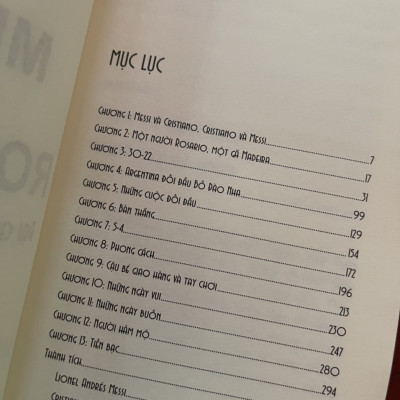 MỤC LỤC
CHƯƠNG 1: MESSI VÀ CRISTIANO, CRISTIANO VÀ MESSI 7
CHƯƠNG 2: MỘT NGƯỜI ROSARIO, MỘT GÃ MADEIRA 17
CHƯƠNG 3: 30-22 31
CHƯƠNG 4: ARGENTINA ĐỐI ĐẦU BỒ ĐÀO NHA 99
CHƯƠNG 5: NHỮNG CUỘC ĐỐI ĐẦU 129
CHƯƠNG 6: BÀN THẮNG 154
CHƯƠNG 7: 5-4 172
CHƯƠNG 8: PHONG CÁCH 196
CHƯƠNG 9: CẬU BÉ GIAO HÀNG VÀ TAY CHƠI 213
CHƯƠNG 10: NHỮNG NGÀY VUI 230
CHƯƠNG 11: NHỮNG NGÀY BUỒN 247
CHƯƠNG 12: NGƯỜI HÂM MỘ 280
CHƯƠNG 13: TIỀN BẠC 294
THÀNH TÍCH
LIONEL ANDRÉS MESSI